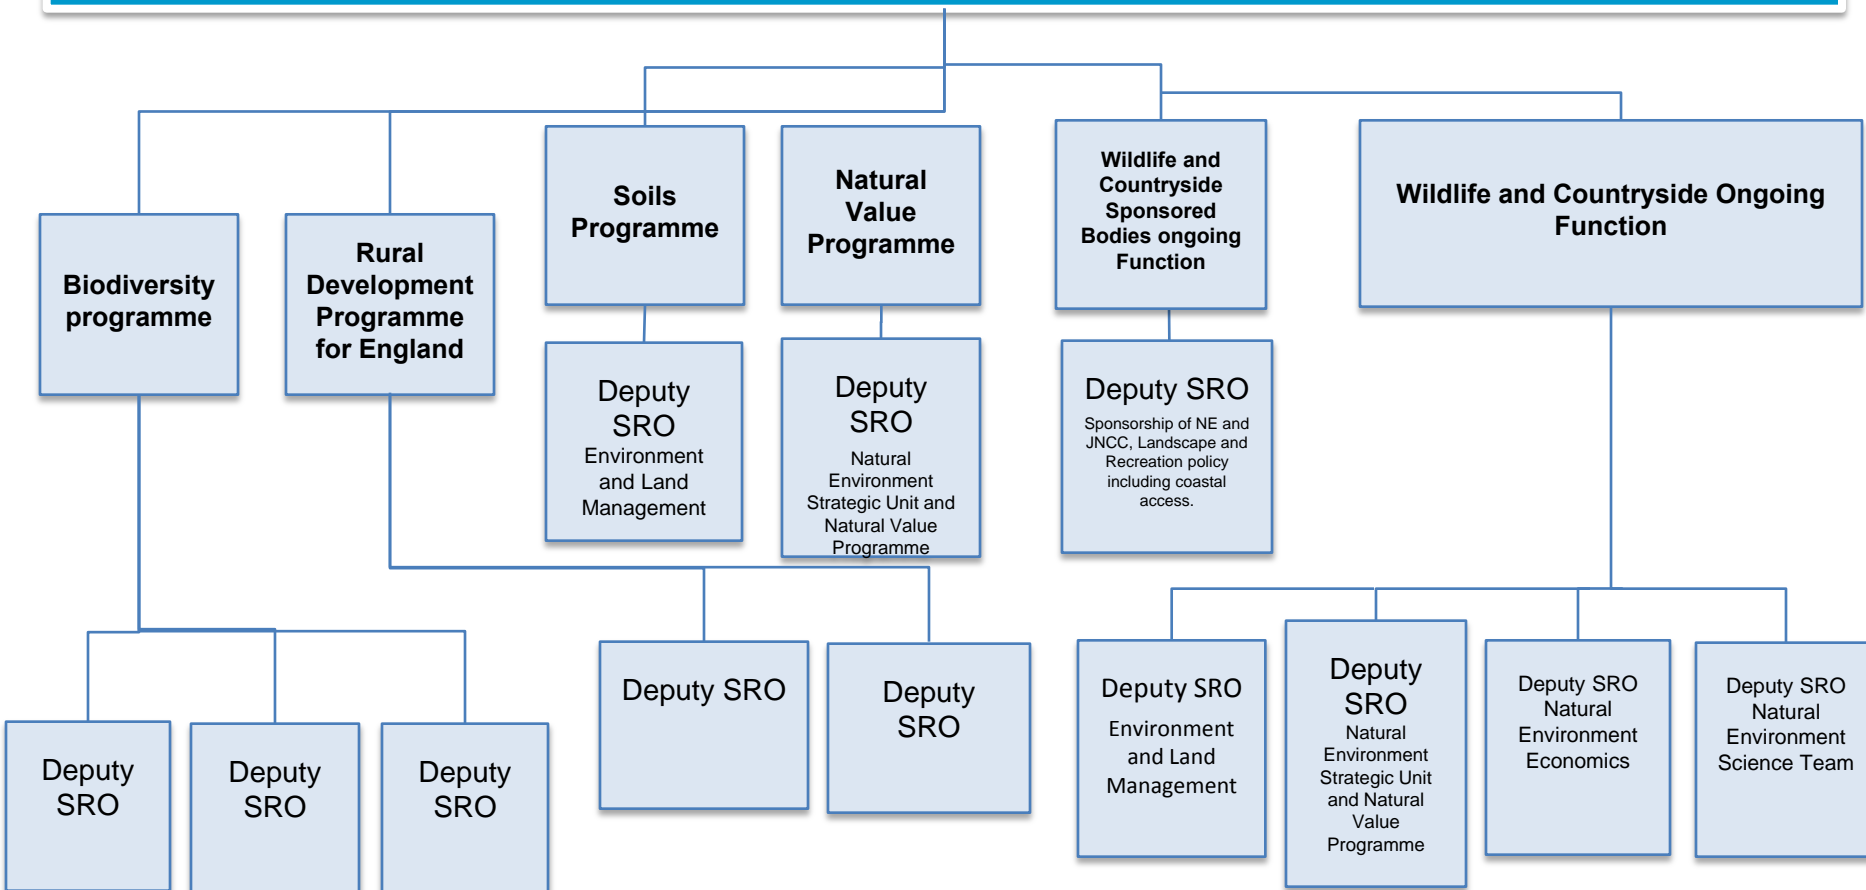 Biodiversity
programme
Rural
Development
Programme
for England
Soils
Programme
Natural
Value
Programme
Wildlife and
Countryside
Sponsored
Bodies ongoing
Function
Wildlife and Countryside Ongoing
Function
Deputy
SRO
Environment
and Land
Management
Deputy
SRO
Natural
Environment
Strategic Unit and
Natural Value
Programme
Deputy SRO
Sponsorship of NE and
JNCC, Landscape and
Recreation policy
including coastal
access.
Deputy
SRO
Deputy
SRO
Deputy
SRO
Deputy SRO
Deputy
SRO
Deputy SRO
Environment
and Land
Management
Deputy
SRO
Natural
Environment
Strategic Unit
and Natural
Value
Programme
Deputy SRO
Natural
Environment
Economics
Deputy SRO
Natural
Environment
Science Team